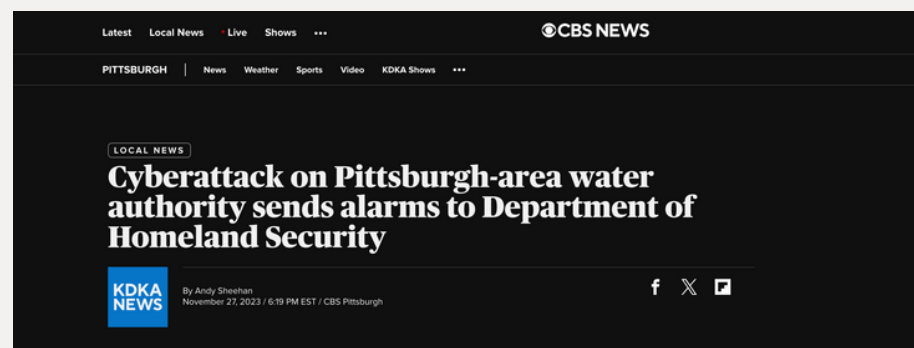 Latest Local News • Live Shows •••
CBS NEWS
PITTSBURGH | News Weather Sports Video KDKA Shows •••
LOCAL NEWS
Cyberattack on Pittsburgh-area water
authority sends alarms to Department of
Homeland Security
KDKA
NEWS
By Andy Sheehan
November 27, 2023 / 6:19 PM EST / CBS Pittsburgh